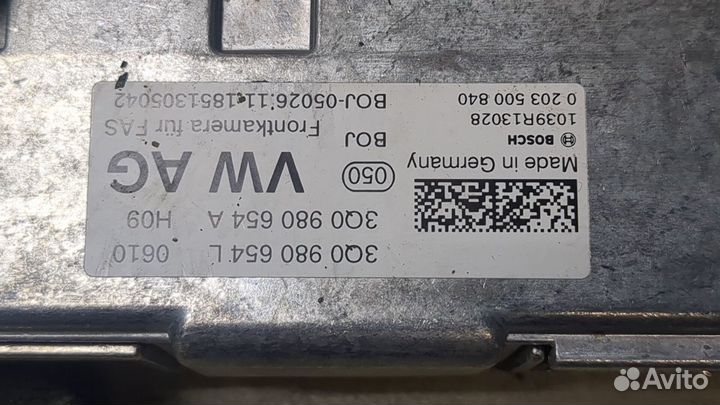 3Q0 980 654 L 0610
3Q0 980 654 A H09
050 VW AG
BOJ Frontkamera für FAS
BOJ-05026.11.1851305042
Made in Germany
BOSCH
1039R13028
0 203 500 840
Avito